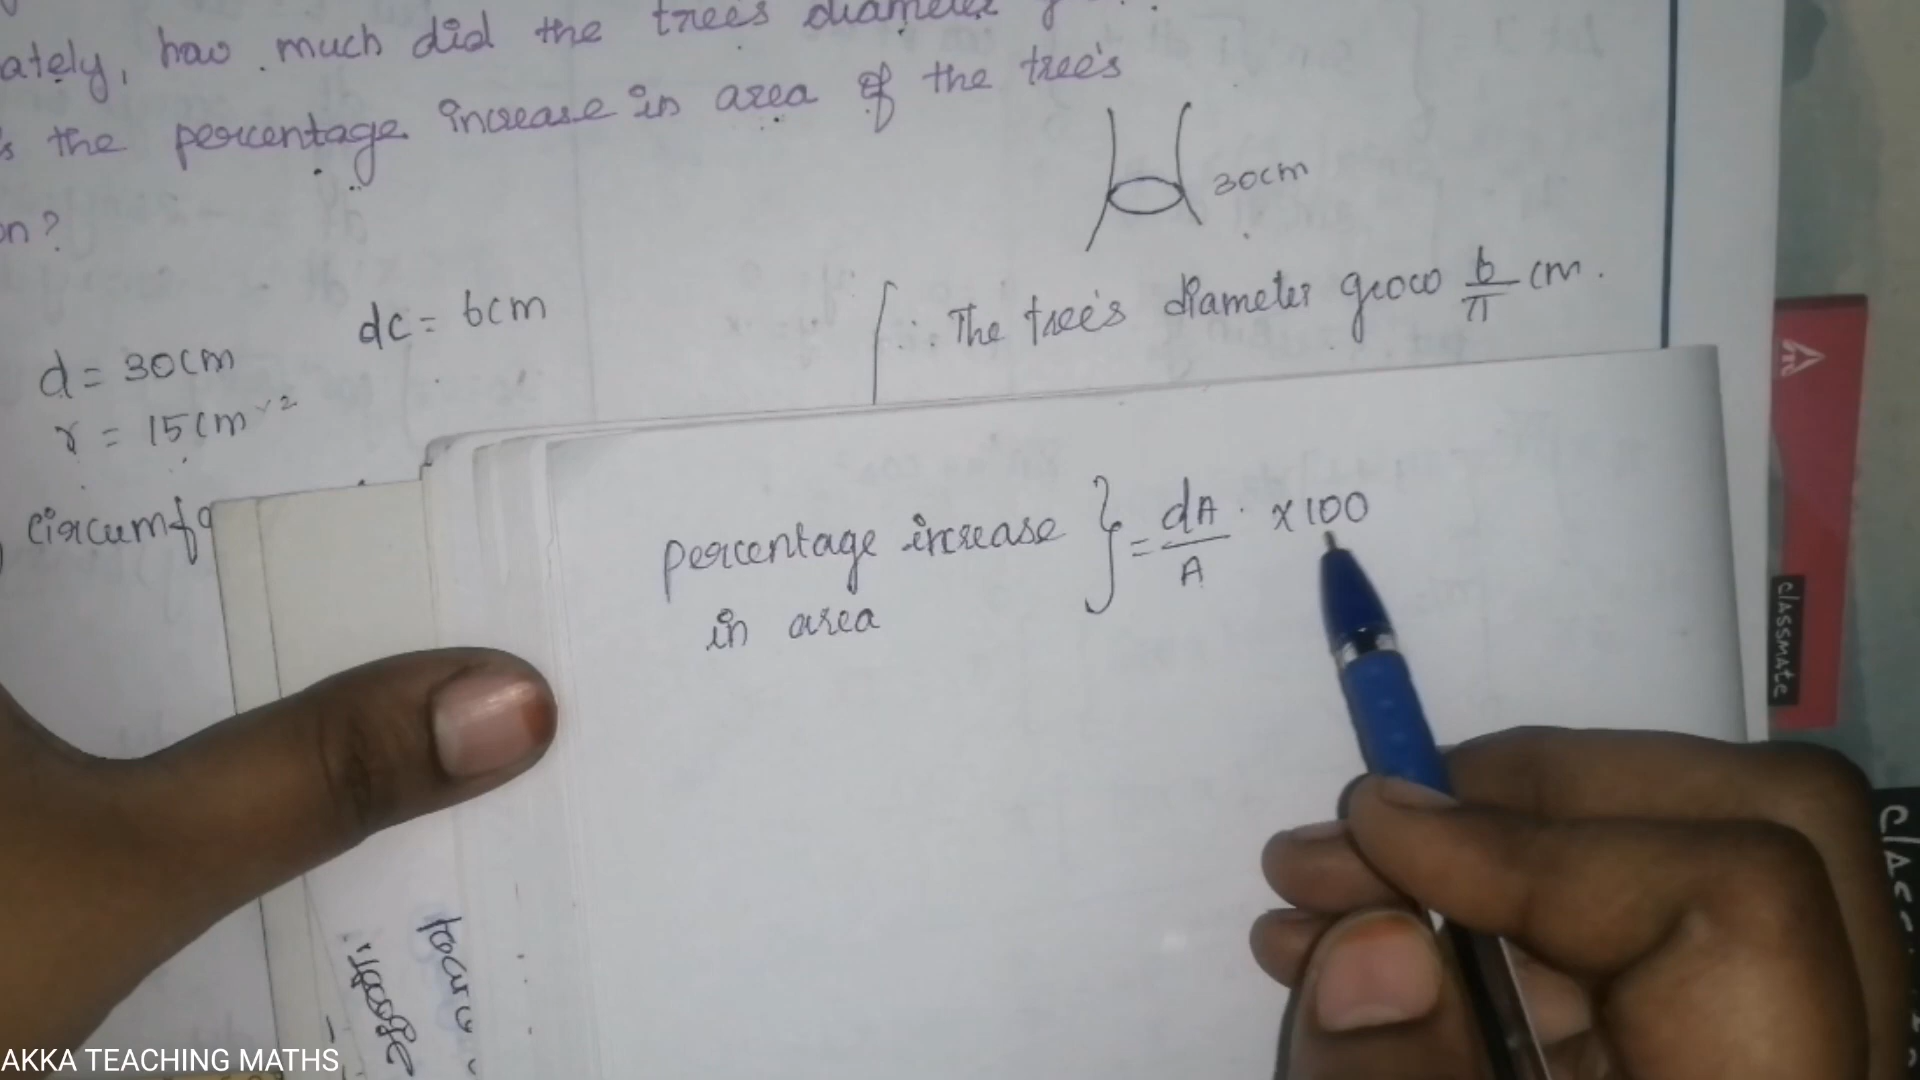 ately, how much did the trees diameter
s the percentage increase in area of the tree's
on?
30cm
dc = 6cm
∴ The tree's diameter grow 6/π cm.
d = 30cm
r = 15cm
circumf
percentage increase } = dA/A × 100
in area
classmate
AKKA TEACHING MATHS